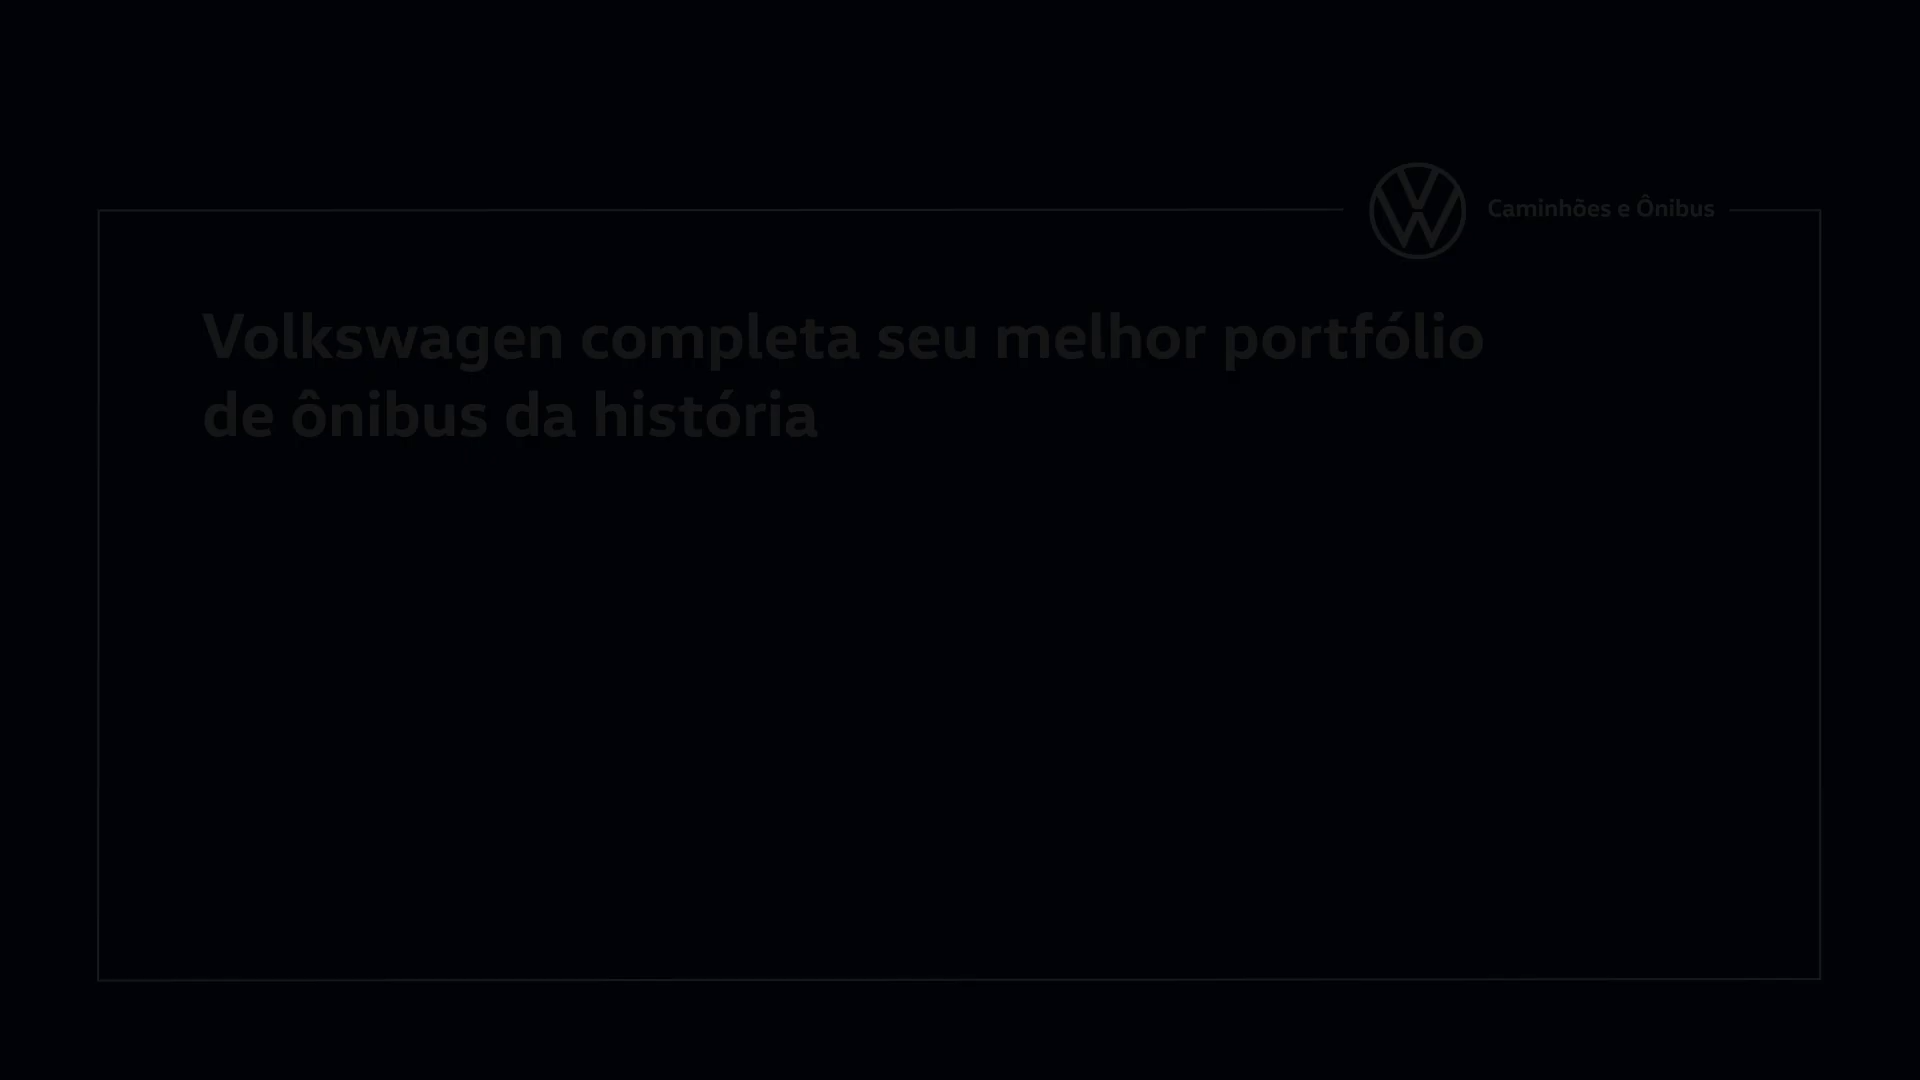 Caminhões e Ônibus
Volkswagen completa seu melhor portfólio
de ônibus da história